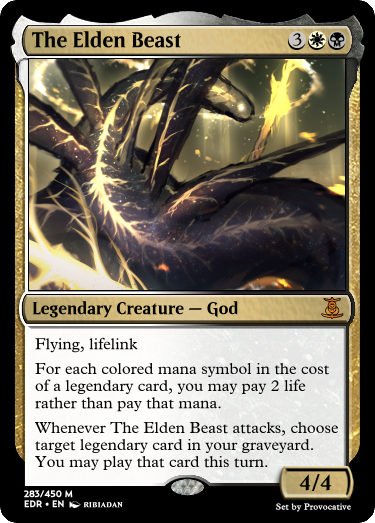 The Elden Beast 3
Legendary Creature — God
Flying, lifelink
For each colored mana symbol in the cost
of a legendary card, you may pay 2 life
rather than pay that mana.
Whenever The Elden Beast attacks, choose
target legendary card in your graveyard.
You may play that card this turn.
4/4
283/450 M
EDR • EN RIBIADAN
Set by Provocative